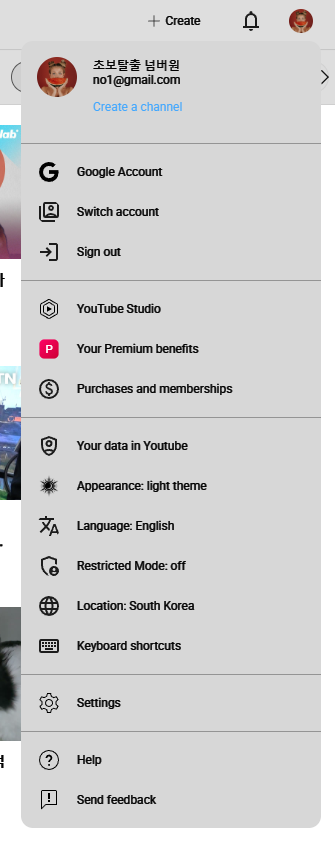 Create
초보탈출 넘버원
no1@gmail.com
Create a channel
G
Google Account
Switch account
Sign out
YouTube Studio
P
Your Premium benefits
$
Purchases and memberships
Your data in Youtube
Appearance: light theme
Language: English
Restricted Mode: off
Location: South Korea
Keyboard shortcuts
Settings
Help
Send feedback